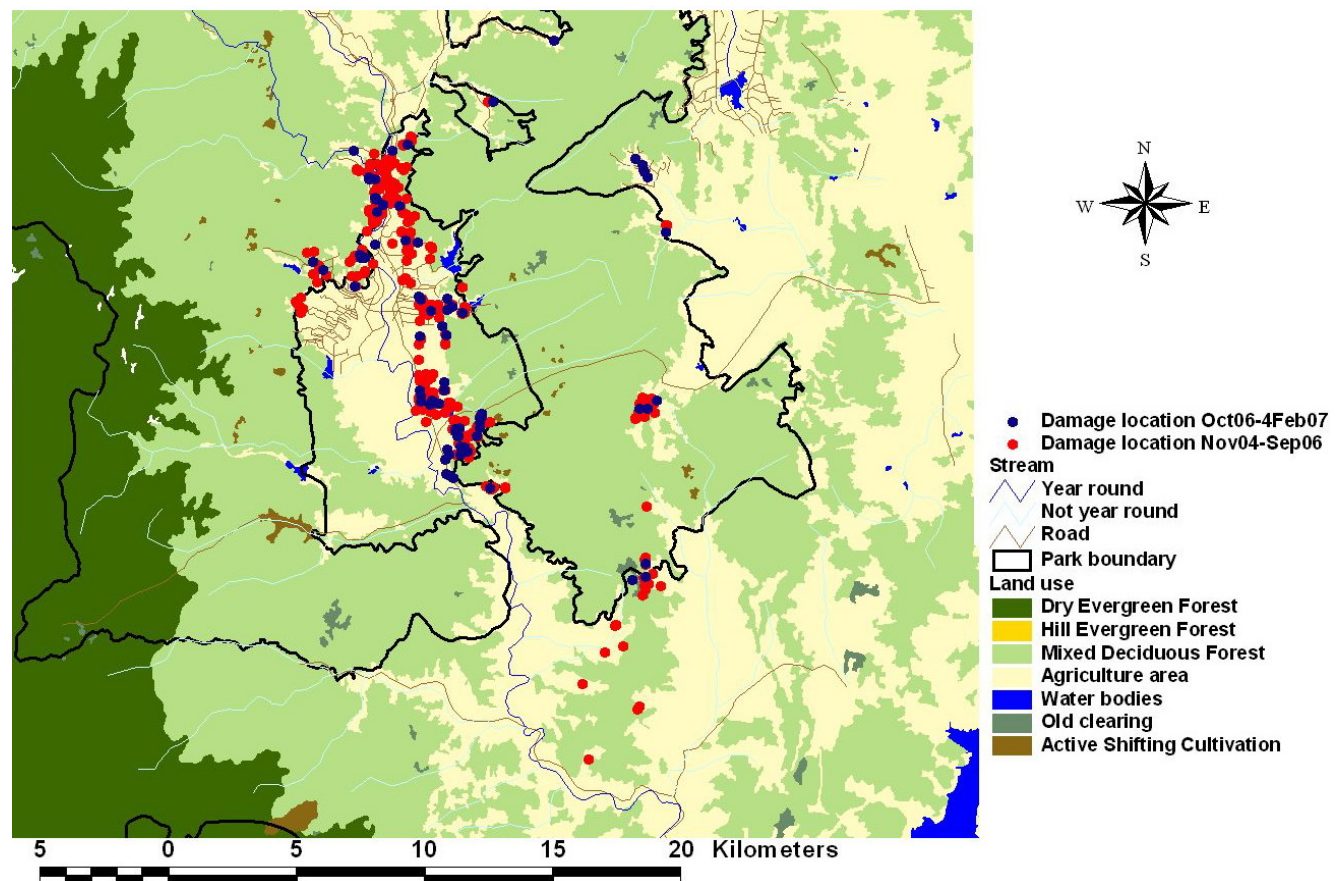 N
W E
S
Damage location Oct06-4Feb07
Damage location Nov04-Sep06
Stream
Year round
Not year round
Road
Park boundary
Land use
Dry Evergreen Forest
Hill Evergreen Forest
Mixed Deciduous Forest
Agriculture area
Water bodies
Old clearing
Active Shifting Cultivation
5 0 5 10 15 20 Kilometers